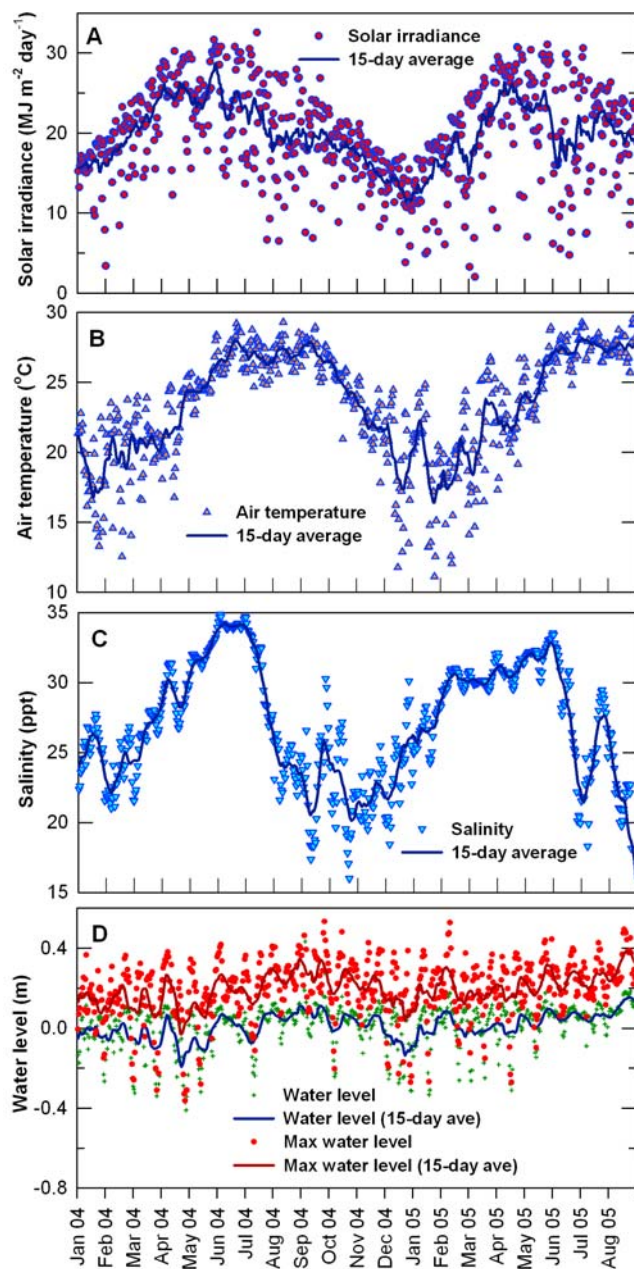 A
Solar irradiance
15-day average
Solar irradiance (MJ m⁻² day⁻¹)
30
20
10
0
B
Air temperature
15-day average
Air temperature (°C)
30
25
20
15
10
C
Salinity
15-day average
Salinity (ppt)
35
30
25
20
15
D
Water level
Water level (15-day ave)
Max water level
Max water level (15-day ave)
Water level (m)
0.4
0.0
-0.4
-0.8
Jan 04
Feb 04
Mar 04
Apr 04
May 04
Jun 04
Jul 04
Aug 04
Sep 04
Oct 04
Nov 04
Dec 04
Jan 05
Feb 05
Mar 05
Apr 05
May 05
Jun 05
Jul 05
Aug 05